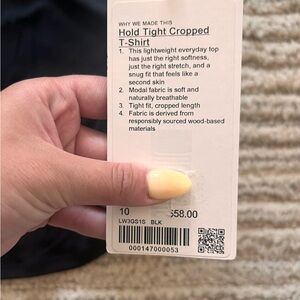 WHY WE MADE THIS
Hold Tight Cropped
T-Shirt
1. This lightweight everyday top
has just the right softness,
just the right stretch, and a
snug fit that feels like a
second skin
2. Modal fabric is soft and
naturally breathable
3. Tight fit, cropped length
4. Fabric is derived from
responsibly sourced wood-based
materials
10 $58.00
LW3GS1S BLK
000147000053